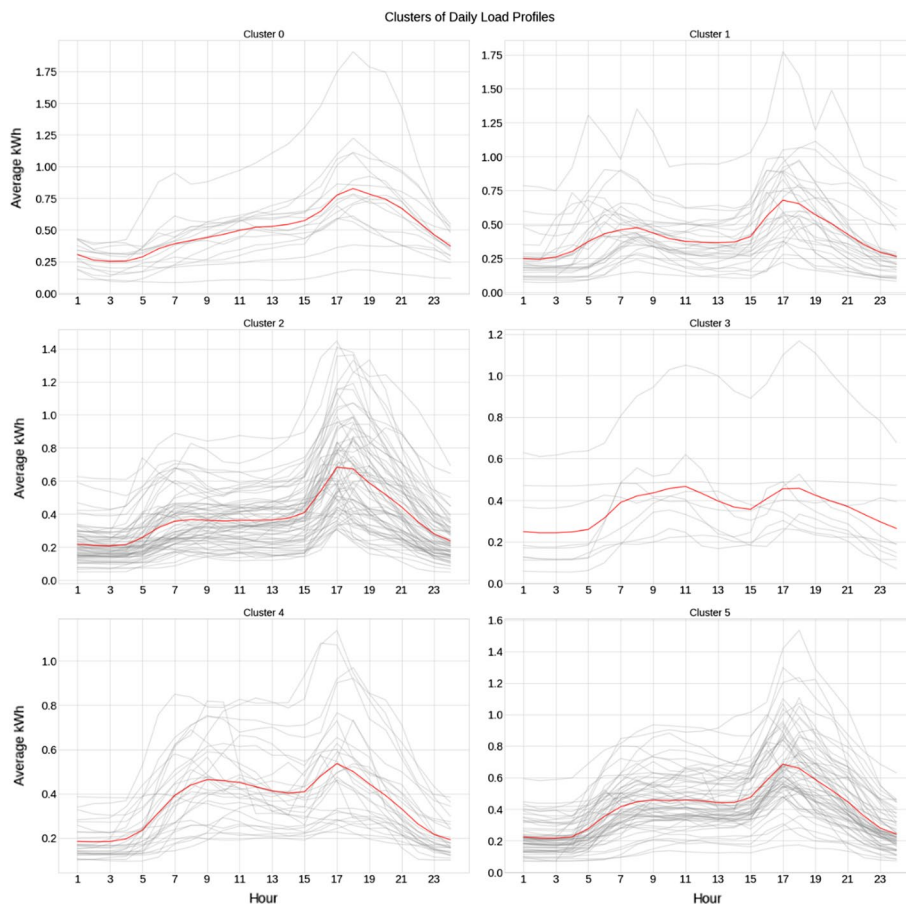 Clusters of Daily Load Profiles
Cluster 0
Cluster 1
Average kWh
1.75
1.50
1.25
1.00
0.75
0.50
0.25
0.00
1 3 5 7 9 11 13 15 17 19 21 23
1.75
1.50
1.25
1.00
0.75
0.50
0.25
0.00
1 3 5 7 9 11 13 15 17 19 21 23
Cluster 2
Cluster 3
Average kWh
1.4
1.2
1.0
0.8
0.6
0.4
0.2
0.0
1 3 5 7 9 11 13 15 17 19 21 23
1.2
1.0
0.8
0.6
0.4
0.2
0.0
1 3 5 7 9 11 13 15 17 19 21 23
Cluster 4
Cluster 5
Average kWh
1.0
0.8
0.6
0.4
0.2
1 3 5 7 9 11 13 15 17 19 21 23
Hour
1.6
1.4
1.2
1.0
0.8
0.6
0.4
0.2
0.0
1 3 5 7 9 11 13 15 17 19 21 23
Hour